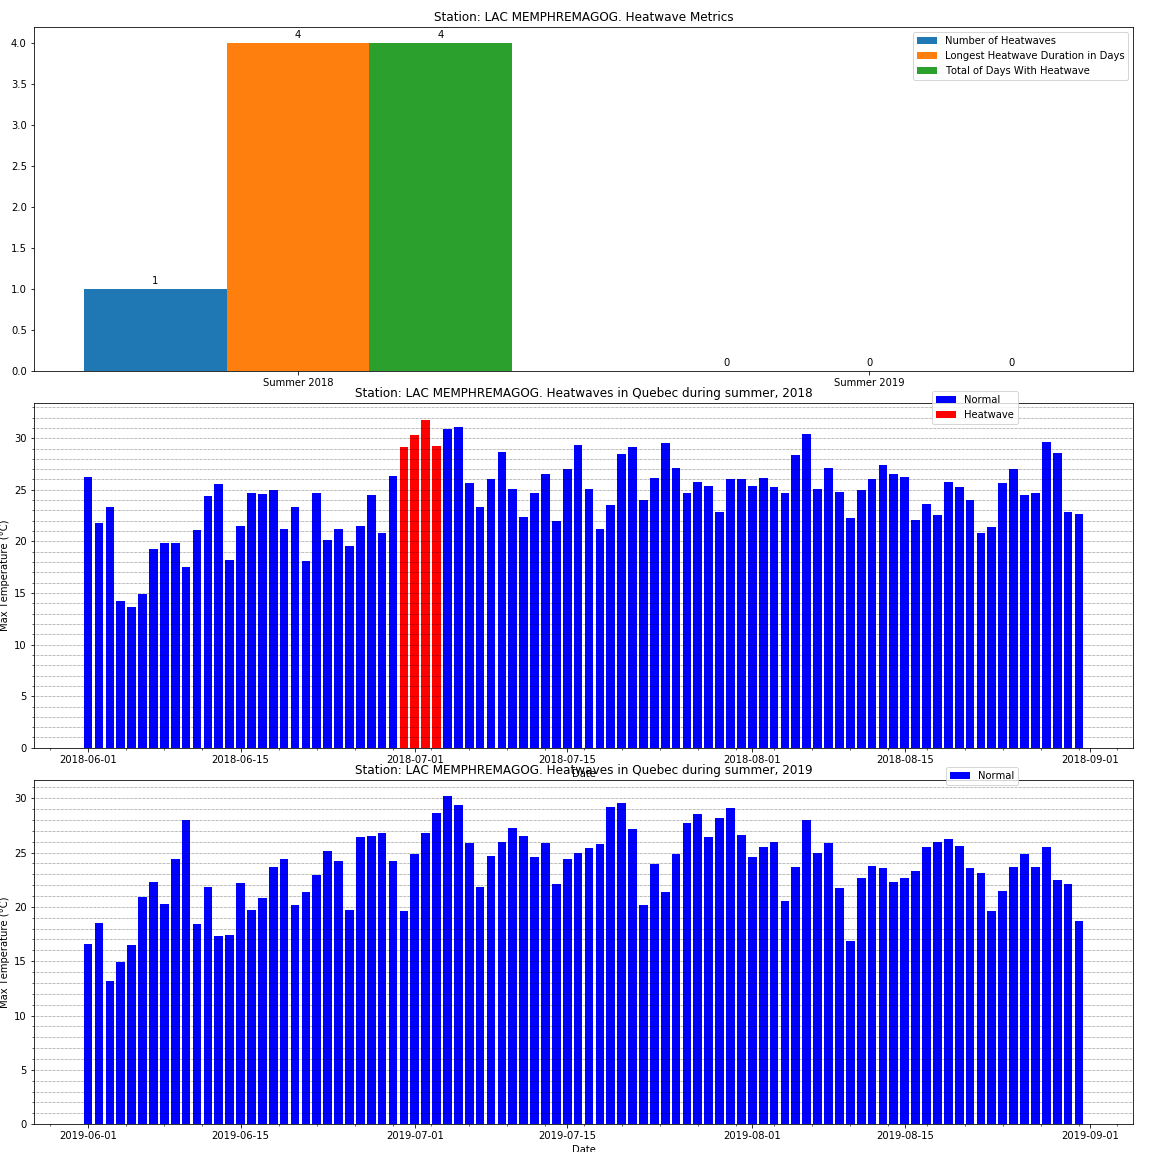 Station: LAC MEMPHREMAGOG. Heatwave Metrics
Number of Heatwaves
Longest Heatwave Duration in Days
Total of Days With Heatwave
4.0
3.5
3.0
2.5
2.0
1.5
1.0
0.5
0.0
1
4
4
0
0
0
Summer 2018
Summer 2019
Station: LAC MEMPHREMAGOG. Heatwaves in Quebec during summer, 2018
Normal
Heatwave
Max Temperature (°C)
30
25
20
15
10
5
0
2018-06-01
2018-06-15
2018-07-01
2018-07-15
2018-08-01
2018-08-15
2018-09-01
Date
Station: LAC MEMPHREMAGOG. Heatwaves in Quebec during summer, 2019
Normal
Max Temperature (°C)
30
25
20
15
10
5
0
2019-06-01
2019-06-15
2019-07-01
2019-07-15
2019-08-01
2019-08-15
2019-09-01
Date